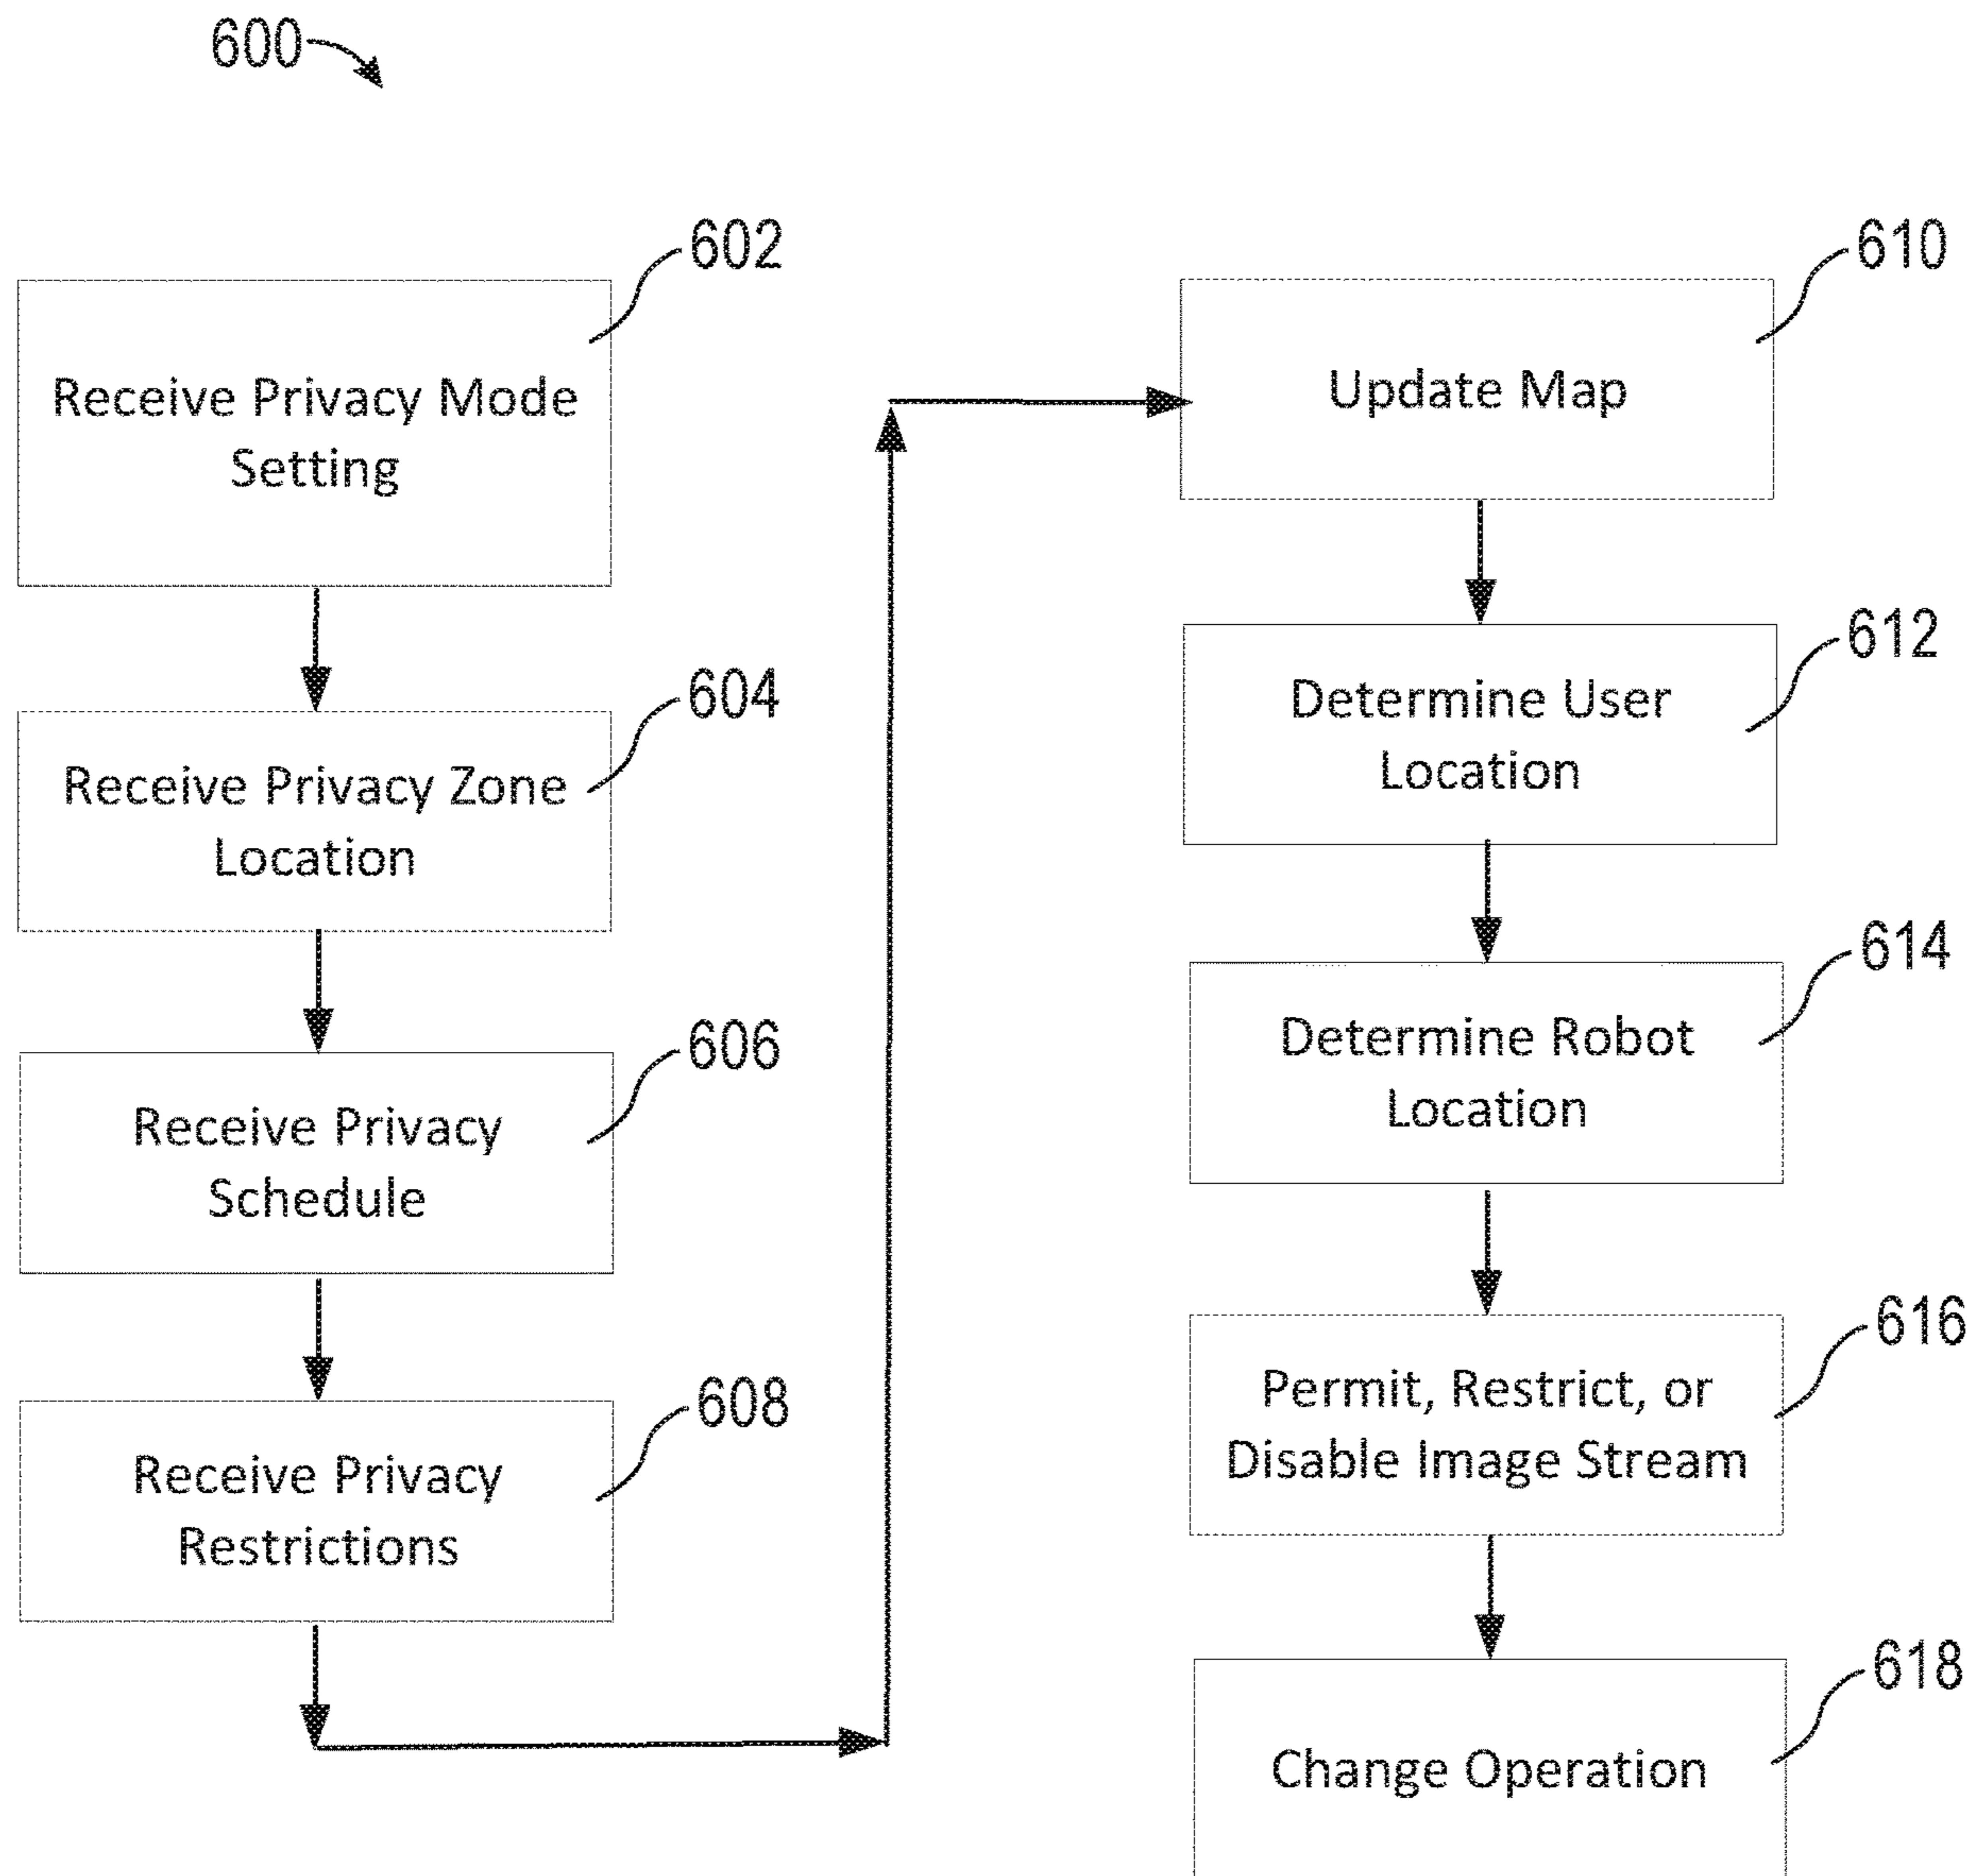 600
602
Receive Privacy Mode
Setting
604
Receive Privacy Zone
Location
606
Receive Privacy
Schedule
608
Receive Privacy
Restrictions
610
Update Map
612
Determine User
Location
614
Determine Robot
Location
616
Permit, Restrict, or
Disable Image Stream
618
Change Operation